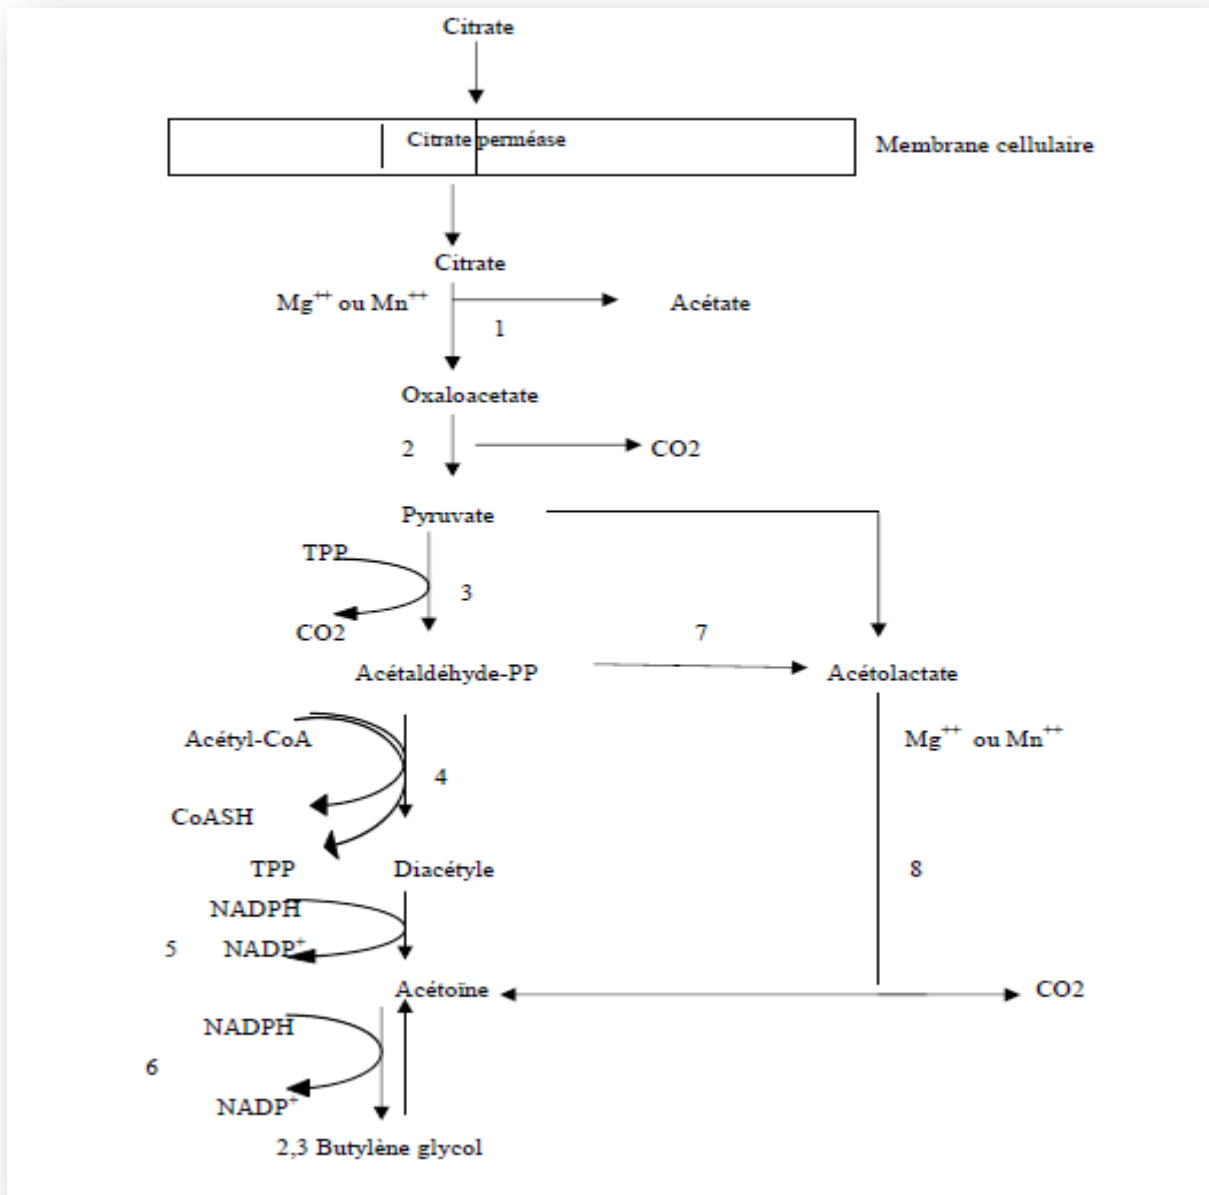 Citrate
Citrate perméase
Membrane cellulaire
Citrate
Mg⁺⁺ ou Mn⁺⁺
Acétate
1
Oxaloacetate
2
CO2
Pyruvate
TPP
3
CO2
7
Acétaldéhyde-PP
Acétolactate
Acétyl-CoA
Mg⁺⁺ ou Mn⁺⁺
4
CoASH
TPP
Diacétyle
8
NADPH
5
NADP⁺
Acétoïne
CO2
NADPH
6
NADP⁺
2,3 Butylène glycol